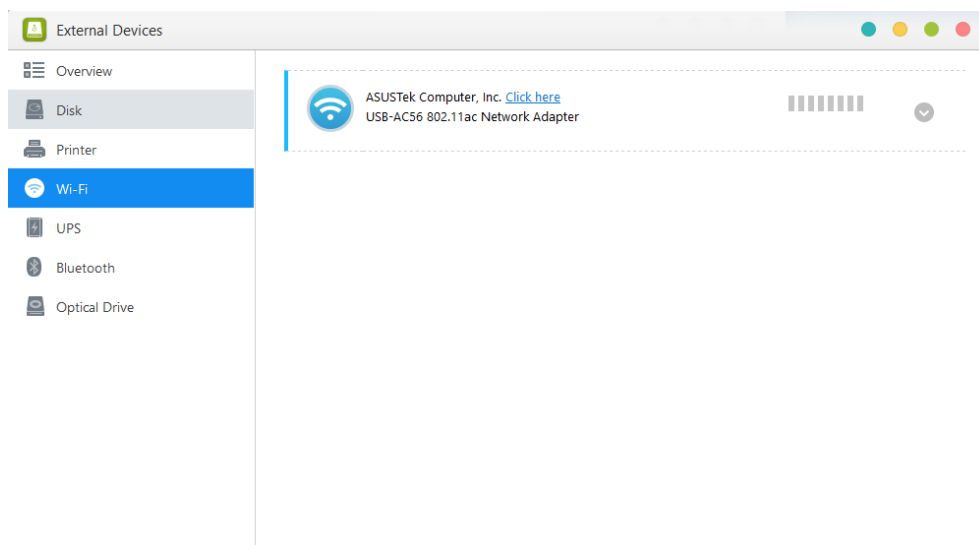 External Devices
Overview
Disk
Printer
Wi-Fi
UPS
Bluetooth
Optical Drive
ASUSTek Computer, Inc. Click here
USB-AC56 802.11ac Network Adapter